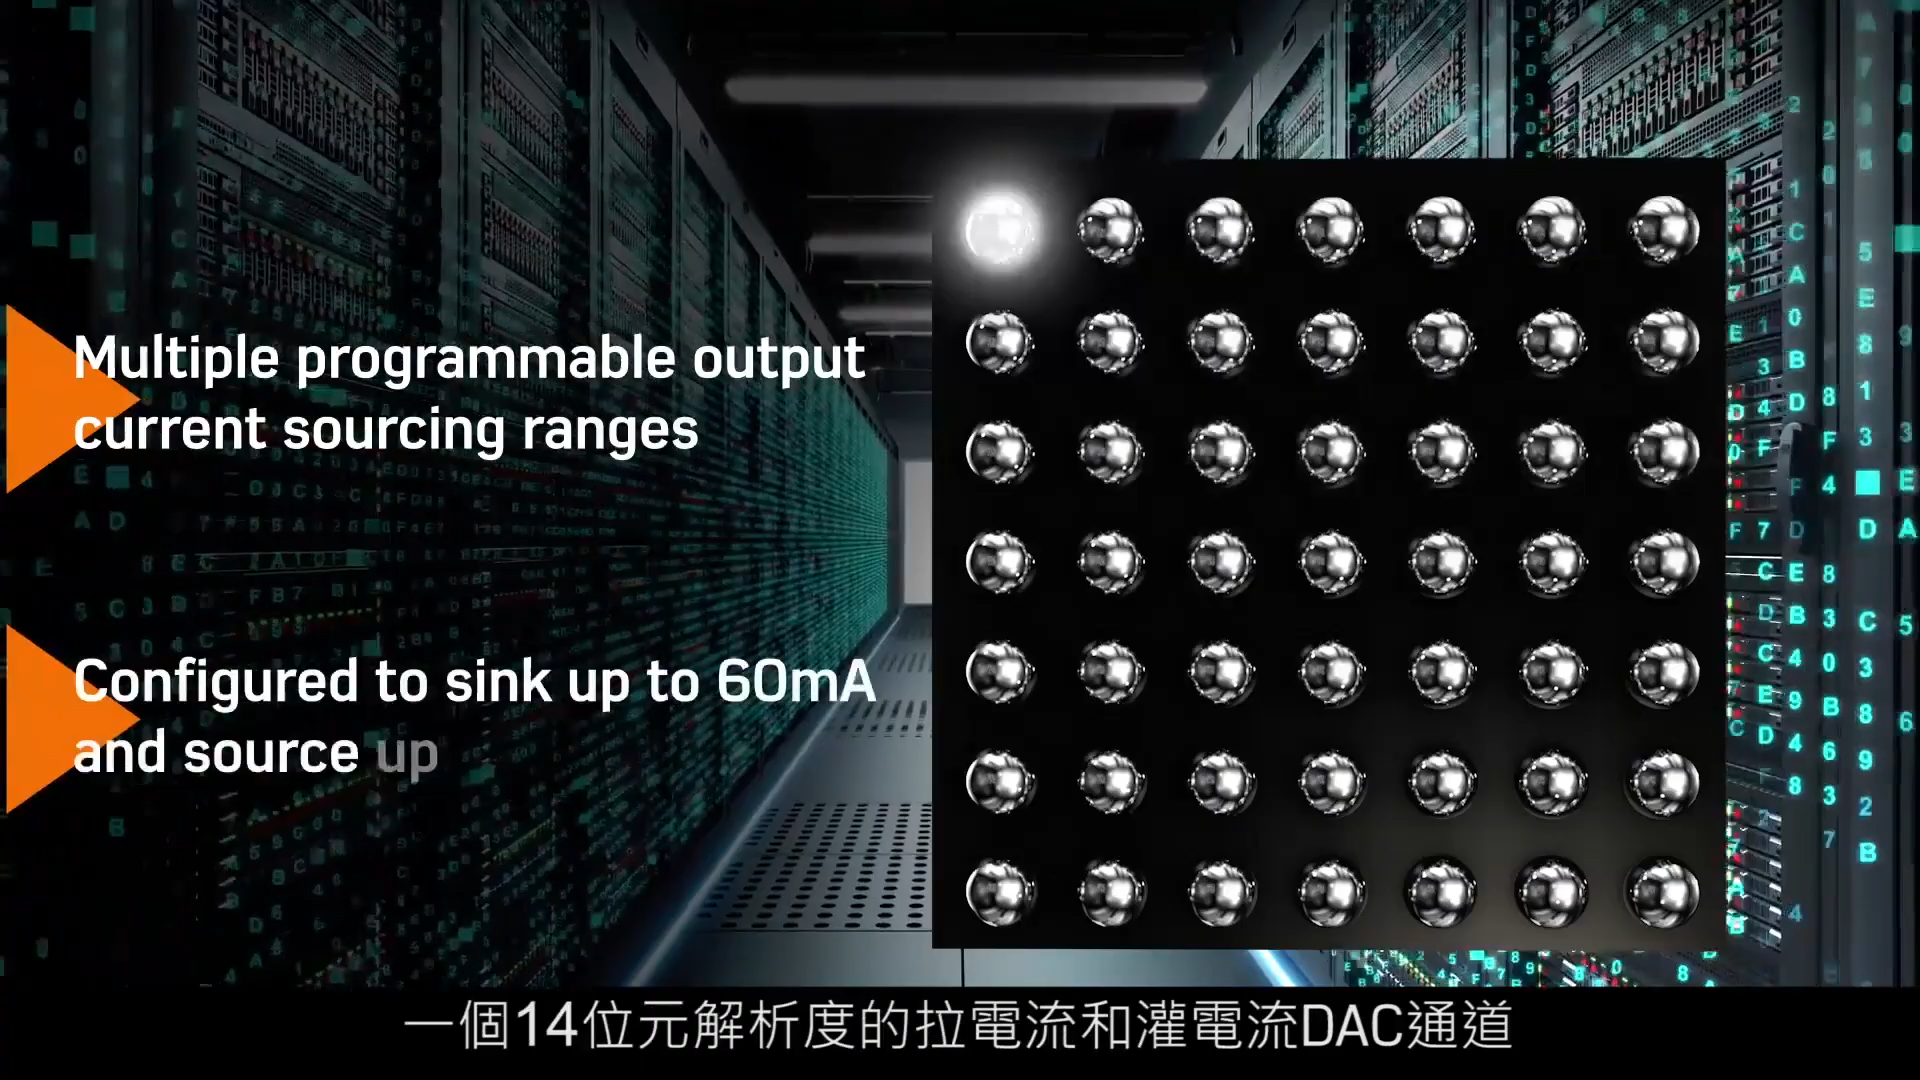 Multiple programmable output
current sourcing ranges
Configured to sink up to 60mA
and source up
一個14位元解析度的拉電流和灌電流DAC通道